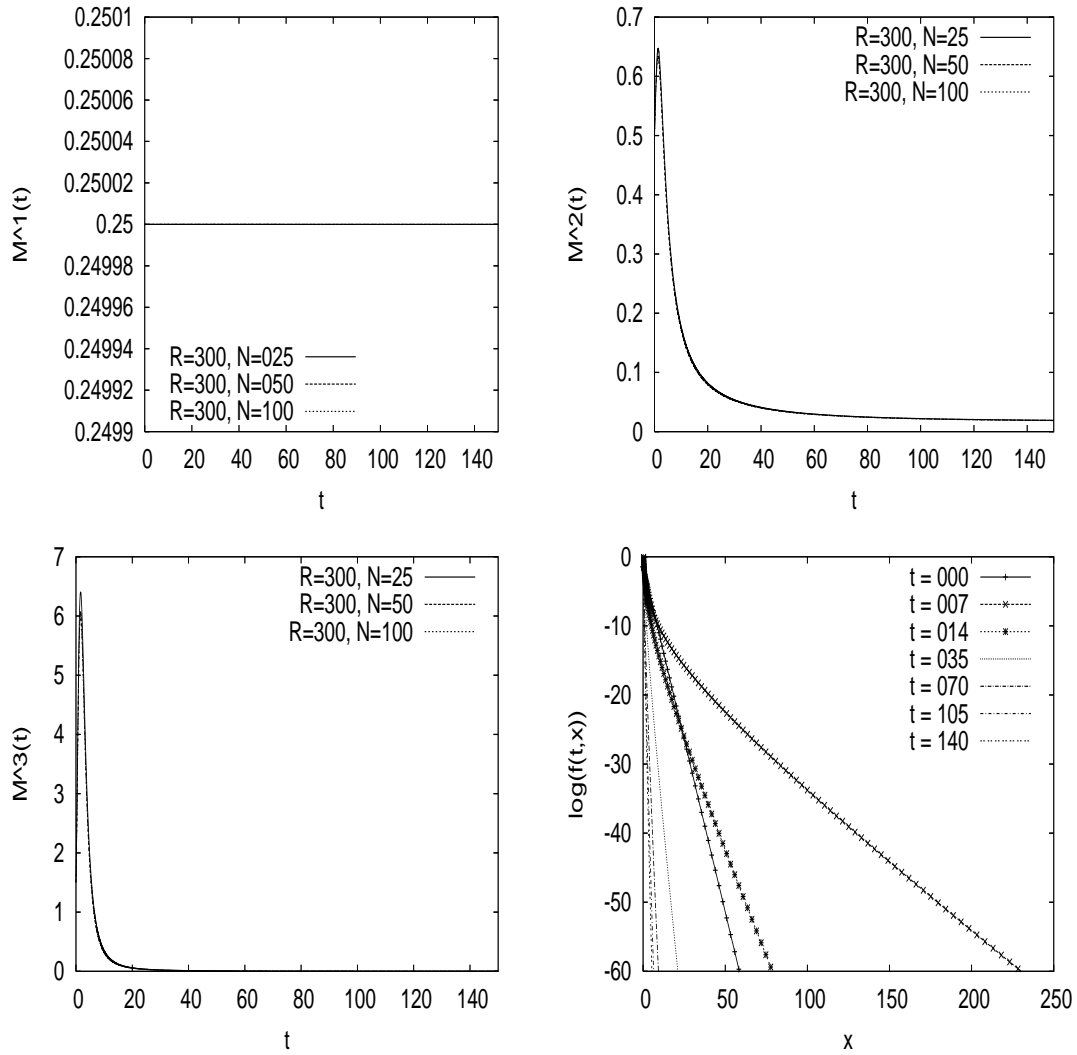 0.2501
0.25008
0.25006
0.25004
0.25002
0.25
0.24998
0.24996
0.24994
0.24992
0.2499
M^1(t)
R=300, N=025
R=300, N=050
R=300, N=100
0 20 40 60 80 100 120 140
t
0.7
0.6
0.5
0.4
0.3
0.2
0.1
0
M^2(t)
R=300, N=25
R=300, N=50
R=300, N=100
0 20 40 60 80 100 120 140
t
7
6
5
4
3
2
1
0
M^3(t)
R=300, N=25
R=300, N=50
R=300, N=100
0 20 40 60 80 100 120 140
t
0
-10
-20
-30
-40
-50
-60
log(f(t,x))
t = 000
t = 007
t = 014
t = 035
t = 070
t = 105
t = 140
0 50 100 150 200 250
x